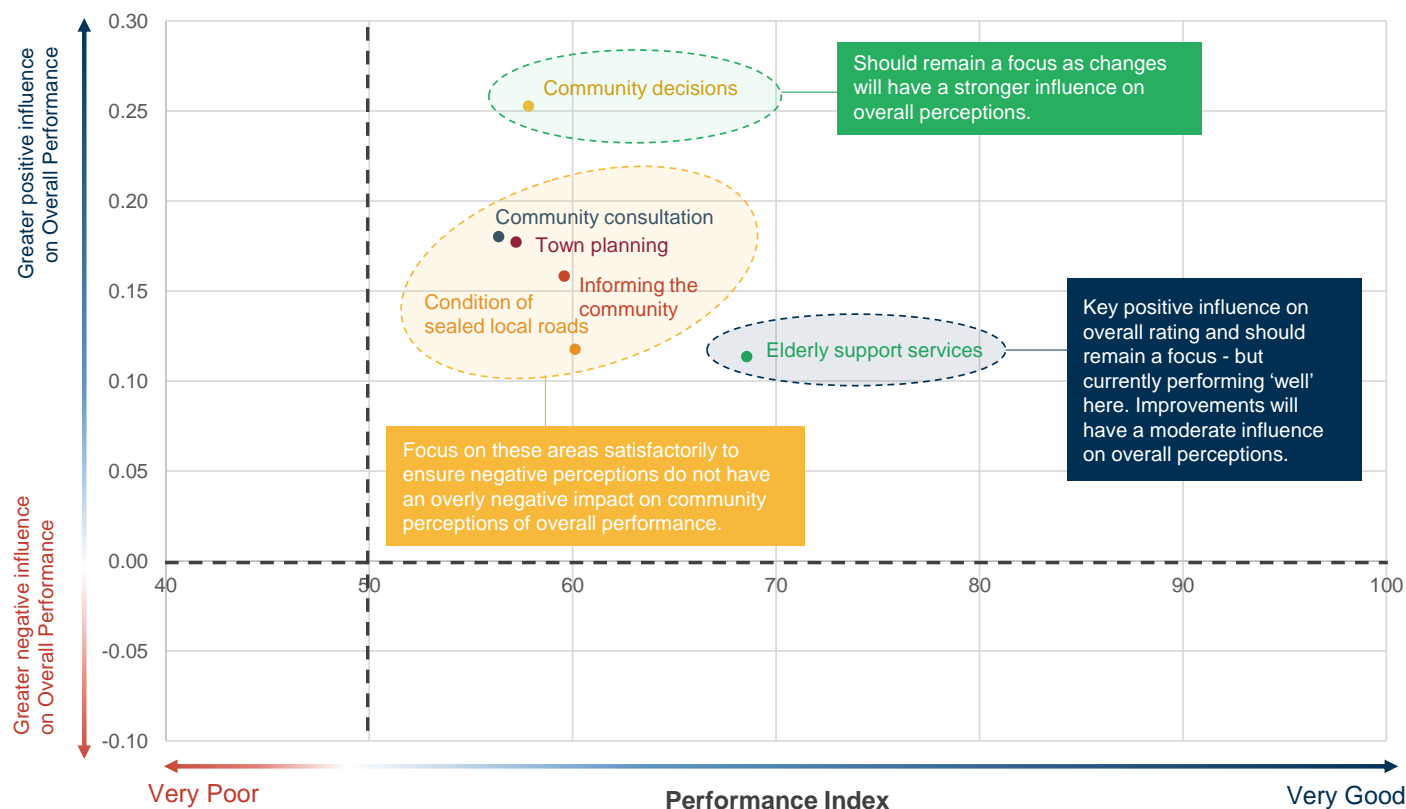 0.30
0.25
0.20
0.15
0.10
0.05
0.00
-0.05
-0.10
Greater positive influence
on Overall Performance
Greater negative influence
on Overall Performance
Community decisions
Should remain a focus as changes
will have a stronger influence on
overall perceptions.
Community consultation
Town planning
Informing the
community
Condition of
sealed local roads
Elderly support services
Key positive influence on
overall rating and should
remain a focus - but
currently performing ‘well’
here. Improvements will
have a moderate influence
on overall perceptions.
Focus on these areas satisfactorily to
ensure negative perceptions do not have
an overly negative impact on community
perceptions of overall performance.
40 50 60 70 80 90 100
Very Poor
Performance Index
Very Good